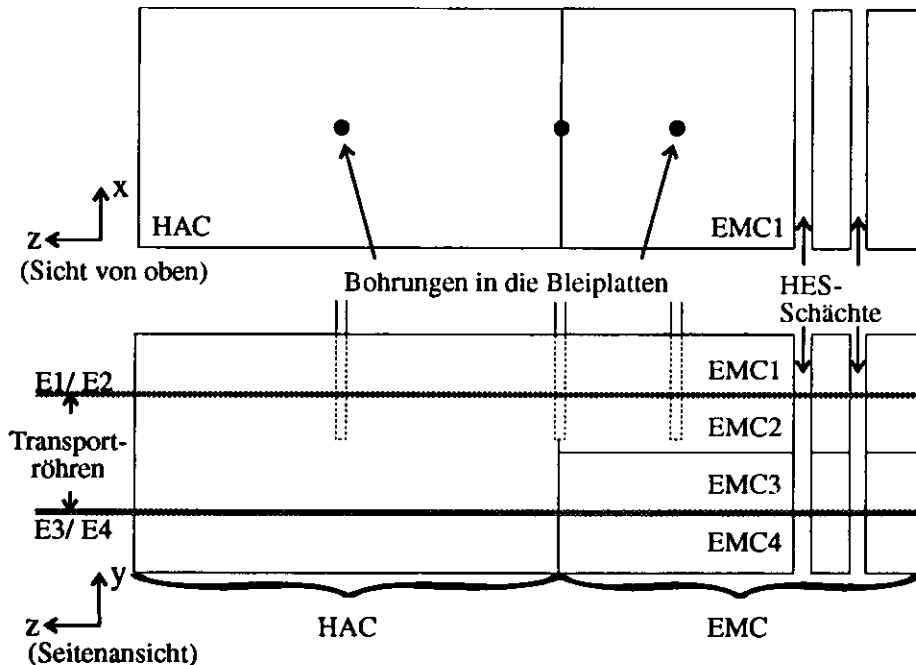 x
HAC
EMC1
z
(Sicht von oben)
Bohrungen in die Bleiplatten
HES-
Schächte
E1/ E2
EMC1
EMC2
Transport-
röhren
EMC3
E3/ E4
EMC4
y
z
HAC
EMC
(Seitenansicht)